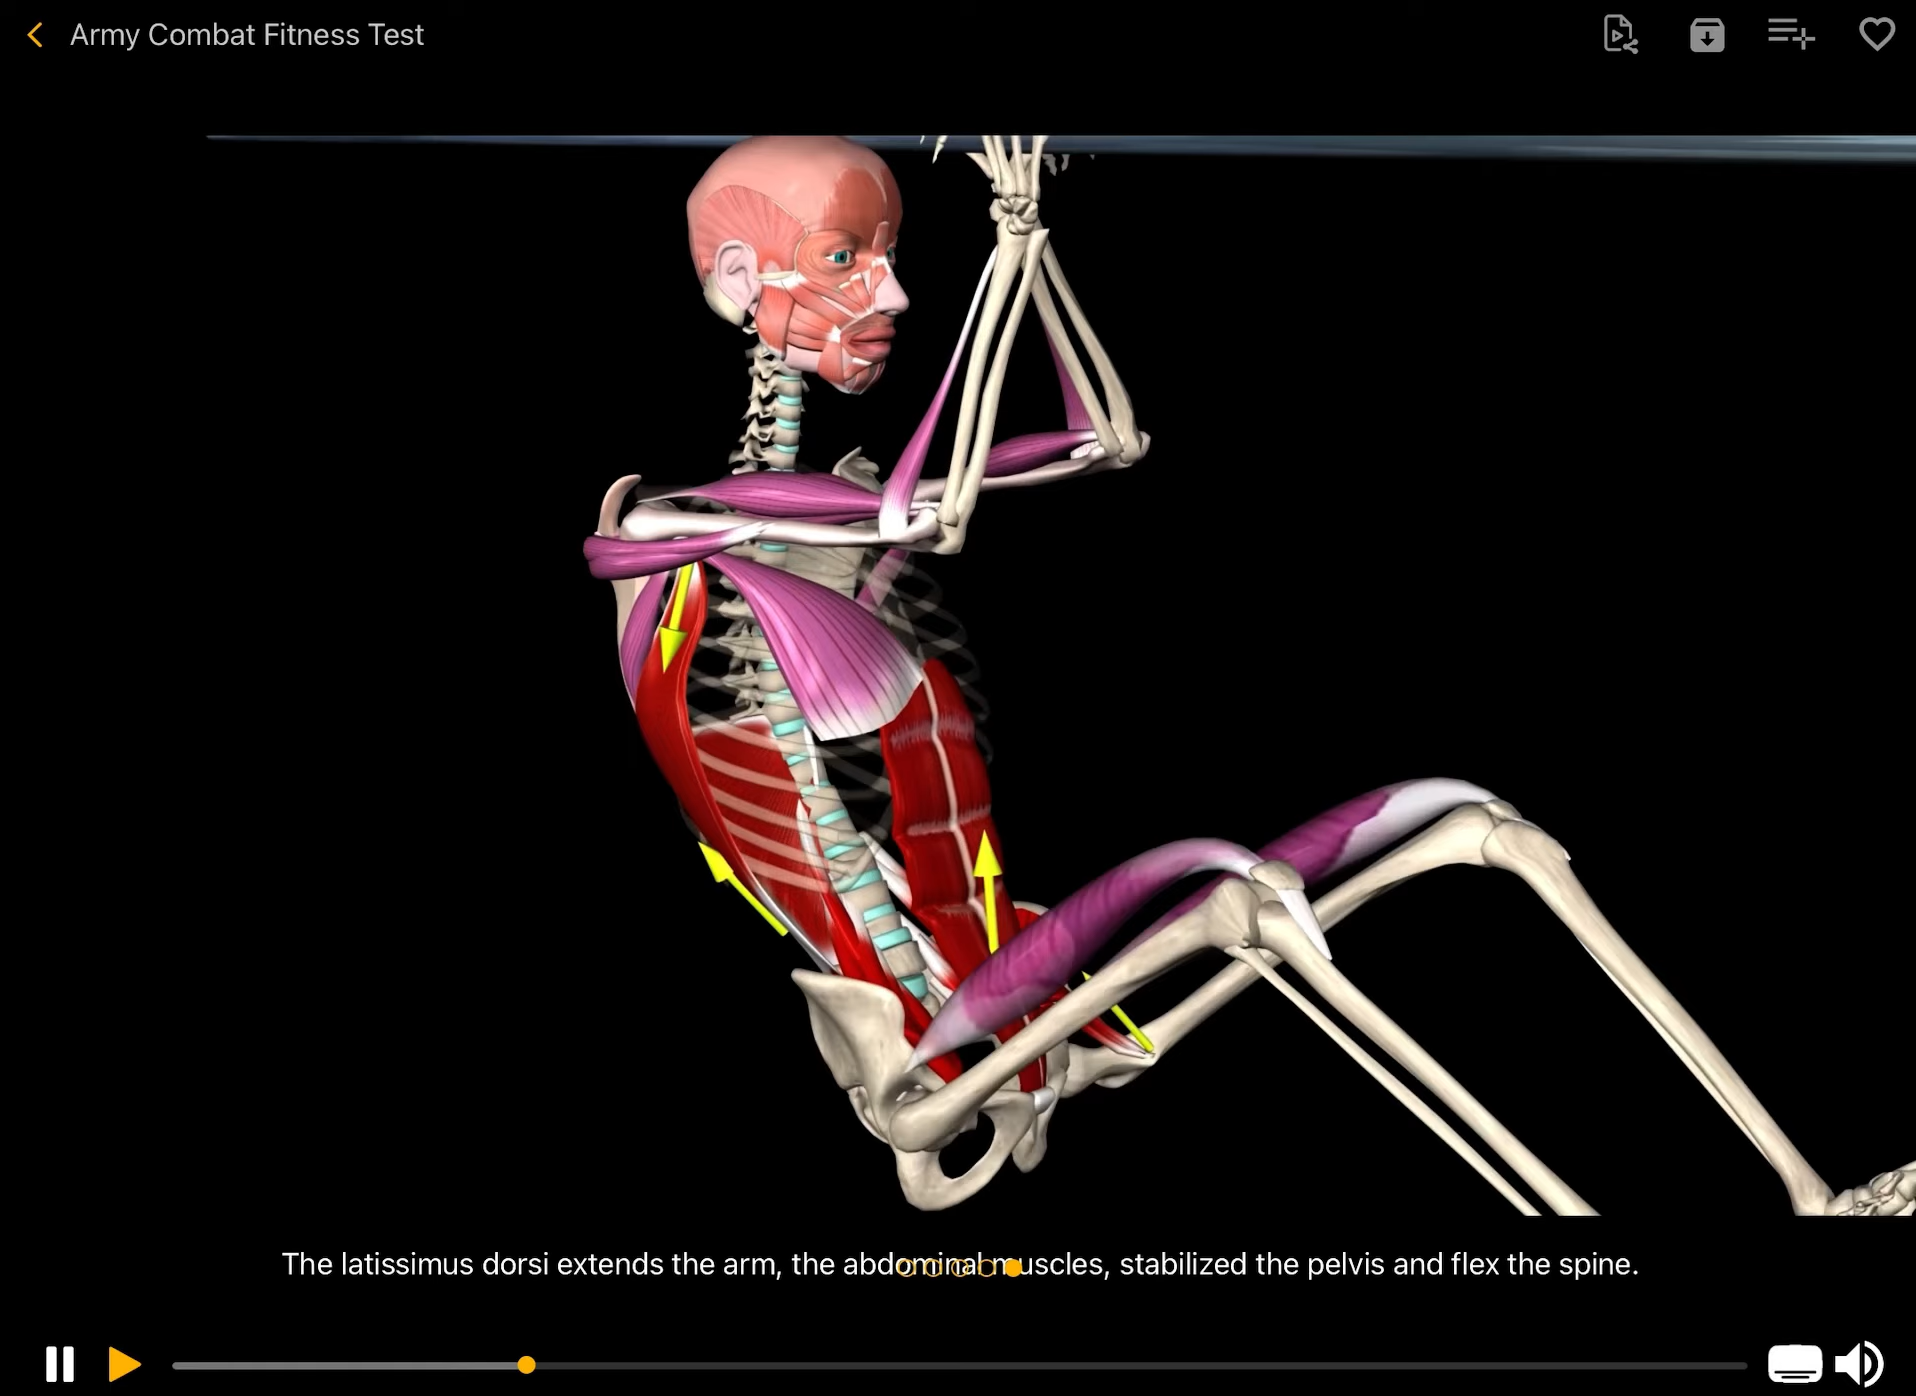 Army Combat Fitness Test
The latissimus dorsi extends the arm, the abdominal muscles, stabilized the pelvis and flex the spine.